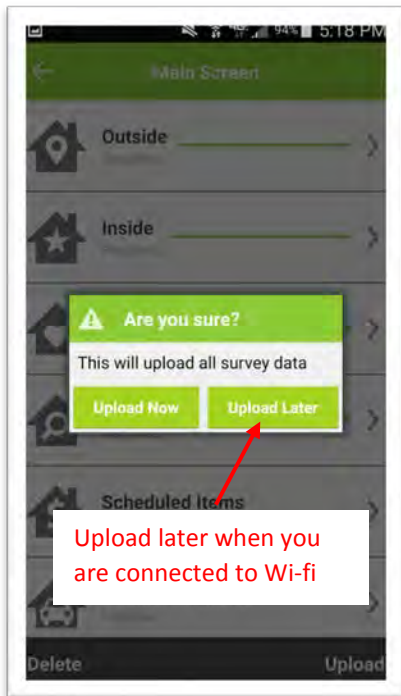 94% 5:18 PM
Main Screen
Outside
Inside
Are you sure?
This will upload all survey data
Upload Now Upload Later
Scheduled Items
Upload later when you
are connected to Wi-fi
Delete Upload